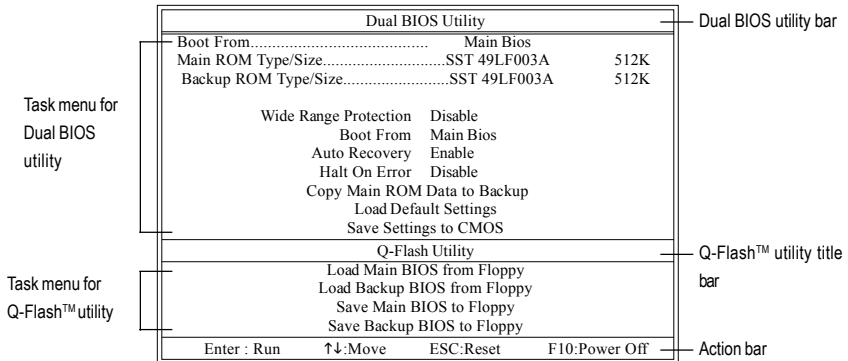 Dual BIOS Utility
Dual BIOS utility bar
Boot From.......................................... Main Bios
Main ROM Type/Size.............................SST 49LF003A 512K
Backup ROM Type/Size.........................SST 49LF003A 512K
Task menu for
Dual BIOS
utility
Wide Range Protection Disable
Boot From Main Bios
Auto Recovery Enable
Halt On Error Disable
Copy Main ROM Data to Backup
Load Default Settings
Save Settings to CMOS
Q-Flash Utility
Q-Flash™ utility title
bar
Task menu for
Q-Flash™ utility
Load Main BIOS from Floppy
Load Backup BIOS from Floppy
Save Main BIOS to Floppy
Save Backup BIOS to Floppy
Enter : Run ↑↓:Move ESC:Reset F10:Power Off
Action bar